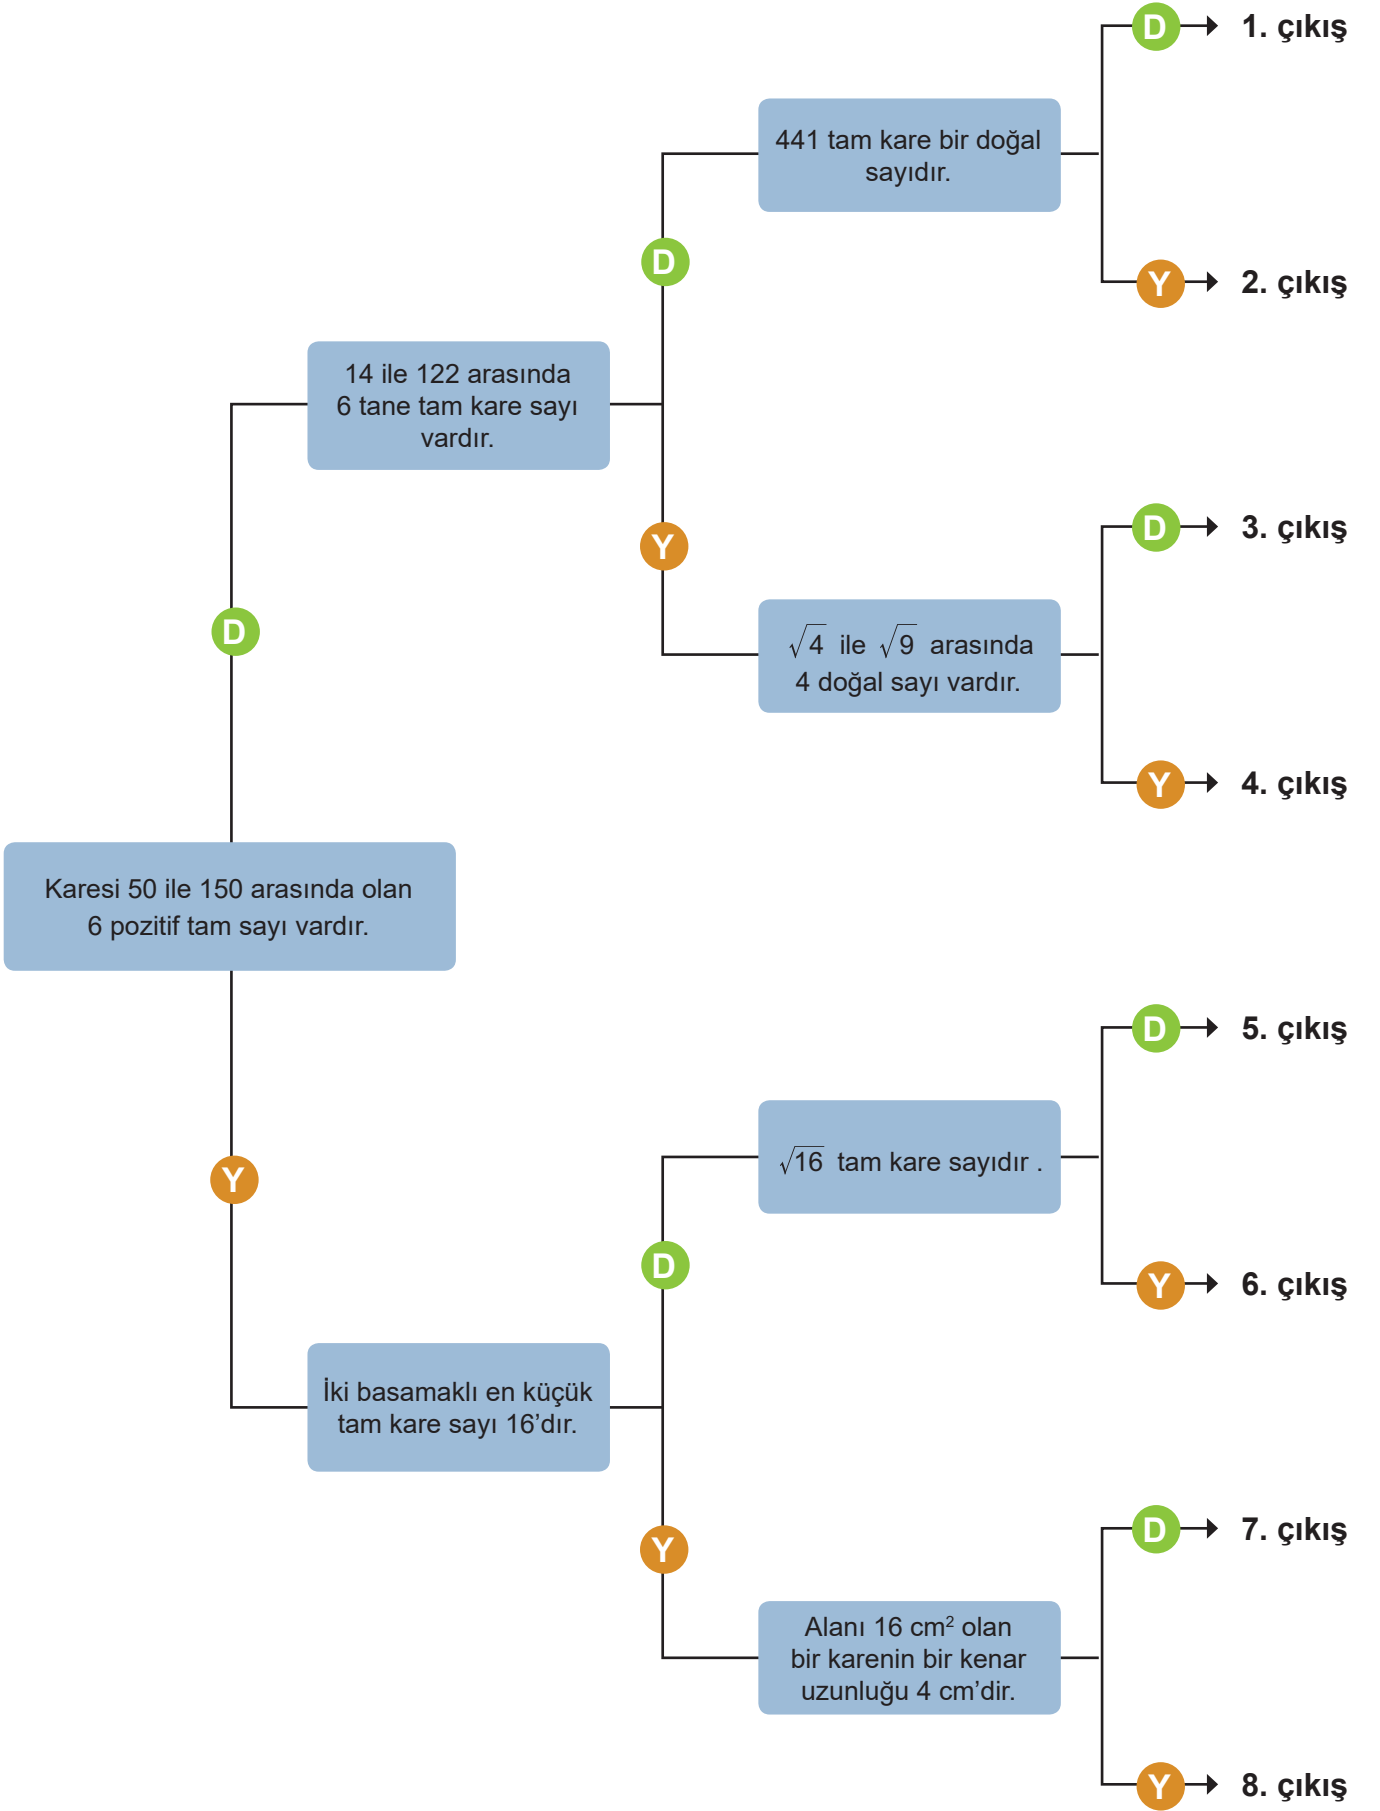 D
1. çıkış
441 tam kare bir doğal
sayıdır.
D
Y
2. çıkış
14 ile 122 arasında
6 tane tam kare sayı
vardır.
Y
D
3. çıkış
D
√4 ile √9 arasında
4 doğal sayı vardır.
Y
4. çıkış
Karesi 50 ile 150 arasında olan
6 pozitif tam sayı vardır.
D
5. çıkış
√16 tam kare sayıdır .
Y
D
Y
6. çıkış
İki basamaklı en küçük
tam kare sayı 16’dır.
Y
D
7. çıkış
Alanı 16 cm² olan
bir karenin bir kenar
uzunluğu 4 cm’dir.
Y
8. çıkış